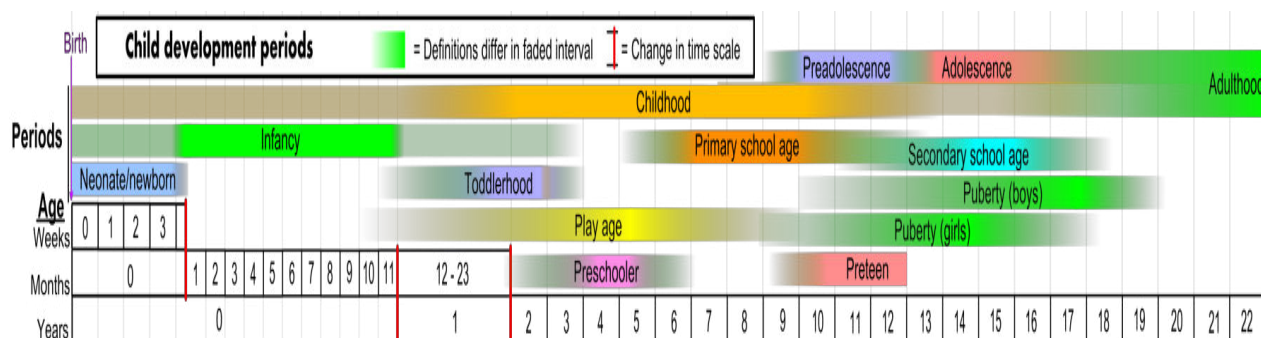 Birth
Child development periods
= Definitions differ in faded interval
= Change in time scale
Preadolescence
Adolescence
Adulthood
Childhood
Periods
Infancy
Primary school age
Secondary school age
Neonate/newborn
Toddlerhood
Puberty (boys)
Age
Weeks
0 1 2 3
Play age
Puberty (girls)
Months
0 1 2 3 4 5 6 7 8 9 10 11 12 - 23
Preschooler
Preteen
Years
0 1 2 3 4 5 6 7 8 9 10 11 12 13 14 15 16 17 18 19 20 21 22